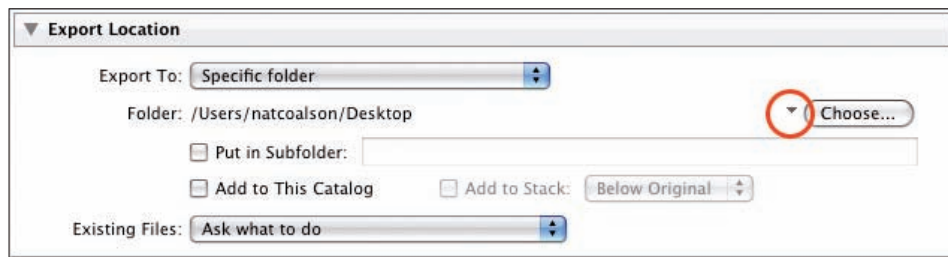 Export Location
Export To: Specific folder
Folder: /Users/natcoalson/Desktop Choose...
Put in Subfolder:
Add to This Catalog Add to Stack: Below Original
Existing Files: Ask what to do